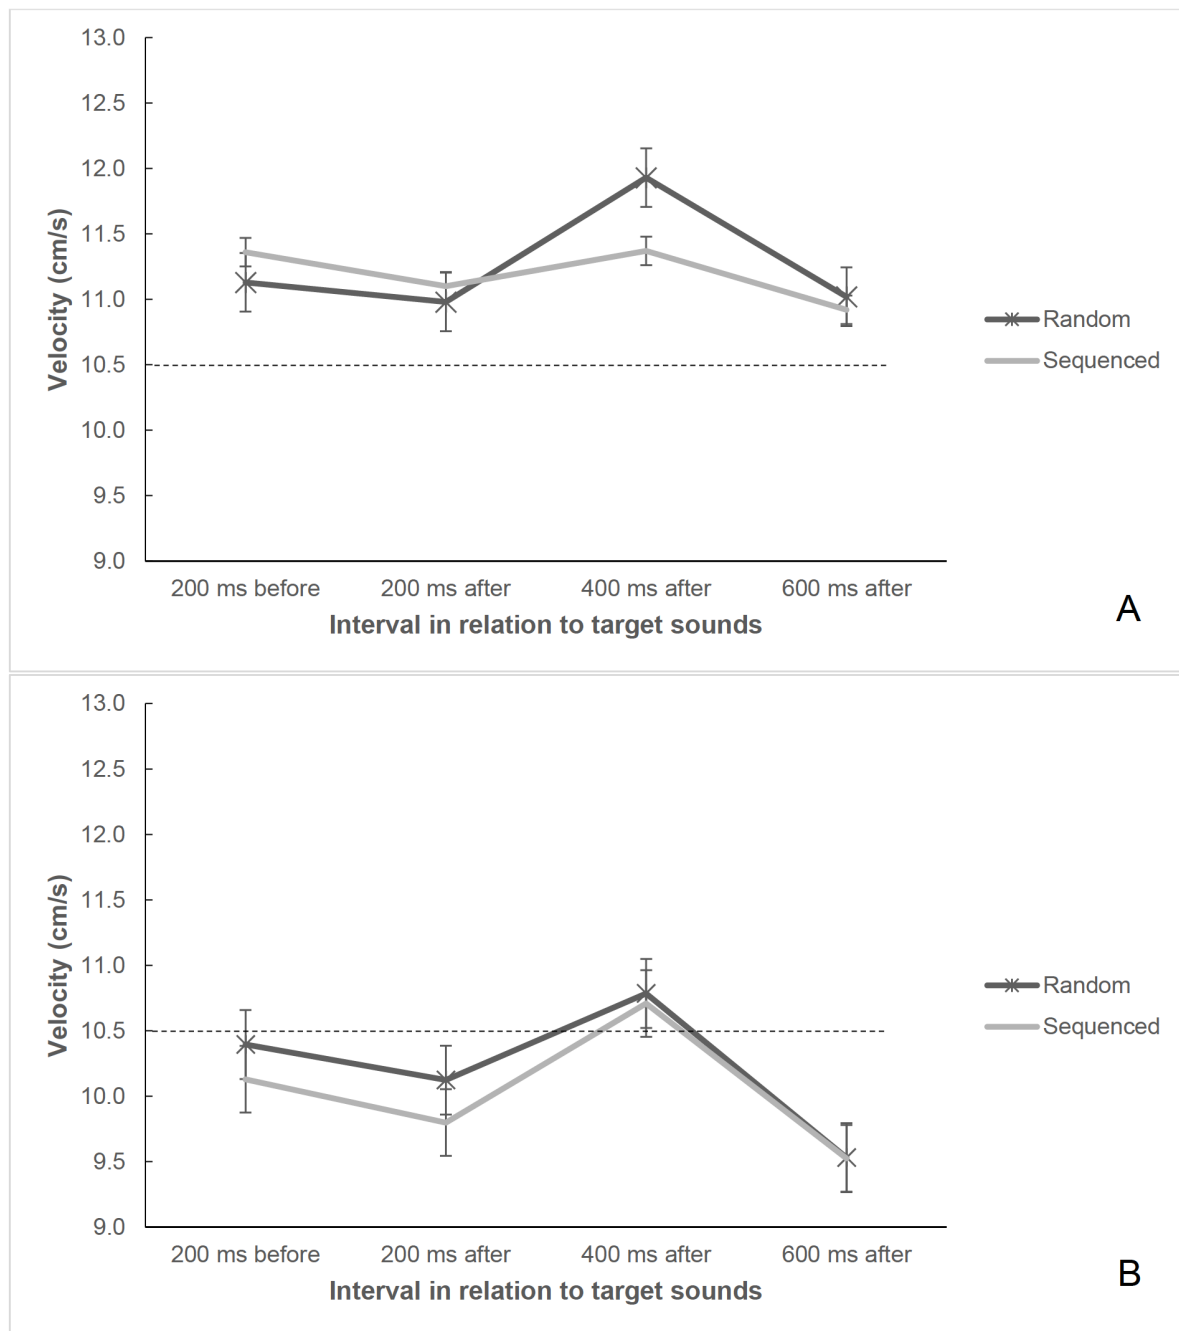 13.0
12.5
12.0
11.5
11.0
10.5
10.0
9.5
9.0
Velocity (cm/s)
200 ms before 200 ms after 400 ms after 600 ms after
Interval in relation to target sounds
Random
Sequenced
A
13.0
12.5
12.0
11.5
11.0
10.5
10.0
9.5
9.0
Velocity (cm/s)
200 ms before 200 ms after 400 ms after 600 ms after
Interval in relation to target sounds
Random
Sequenced
B